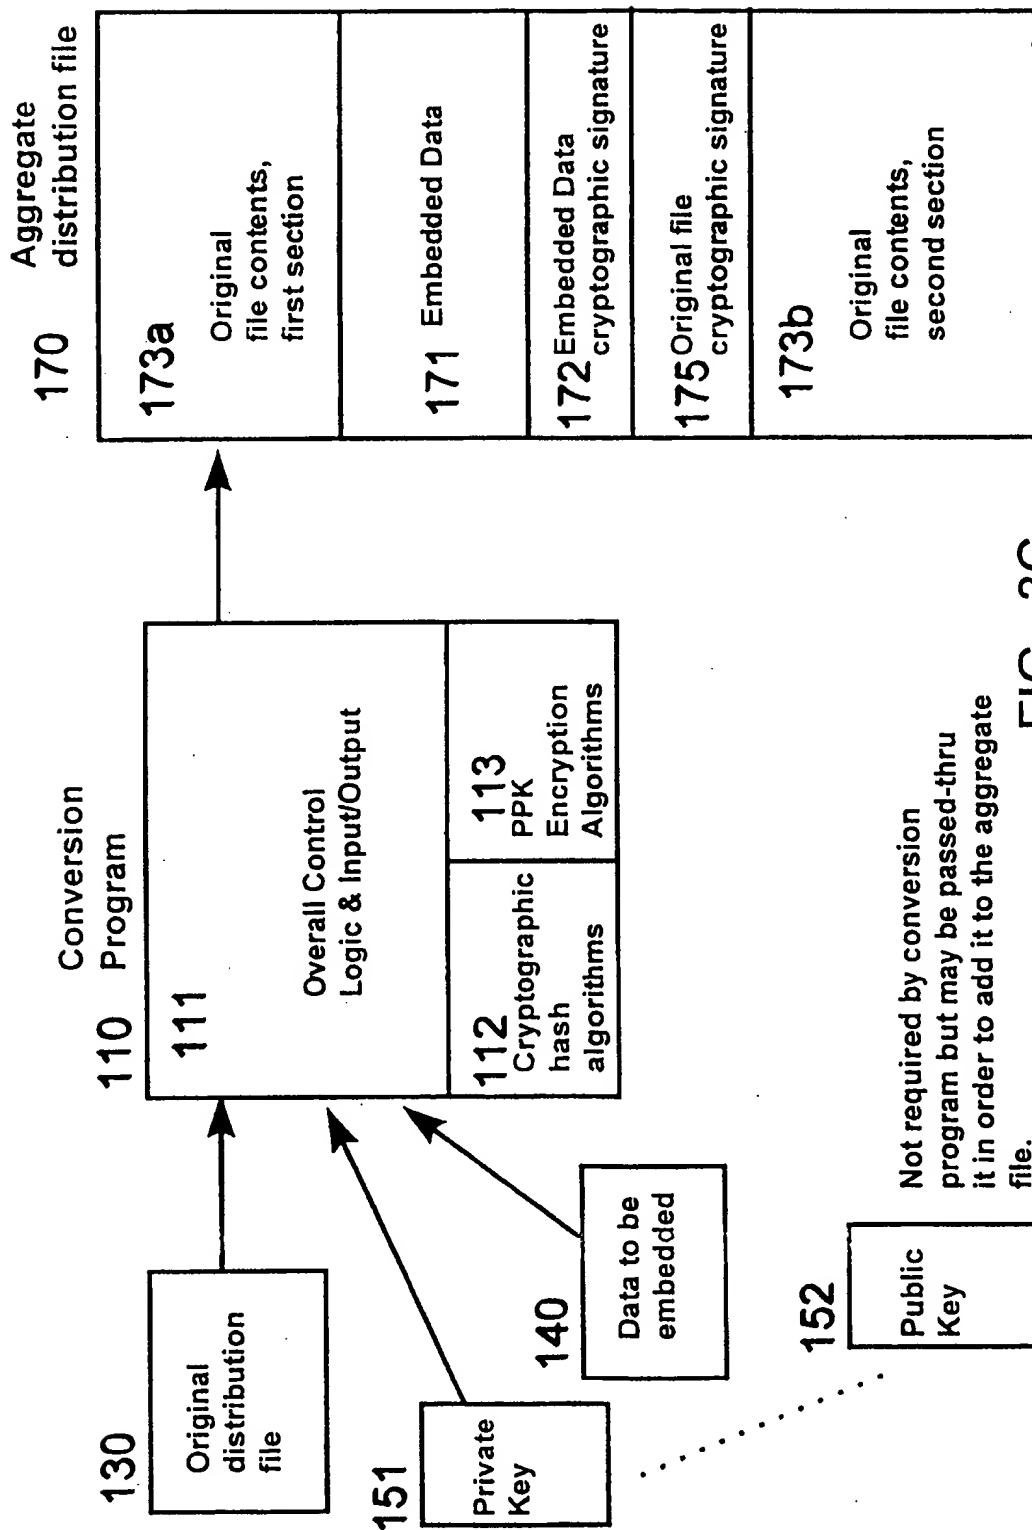 130
Original
distribution
file
151
Private
Key
140
Data to be
embedded
152
Public
Key
Not required by conversion
program but may be passed-thru
it in order to add it to the aggregate
file.
Conversion
110 Program
111
Overall Control
Logic & Input/Output
112
Cryptographic
hash
algorithms
113
PPK
Encryption
Algorithms
Aggregate
170 distribution file
173a
Original
file contents,
first section
171 Embedded Data
172 Embedded Data
cryptographic signature
175 Original file
cryptographic signature
173b
Original
file contents,
second section
FIG.